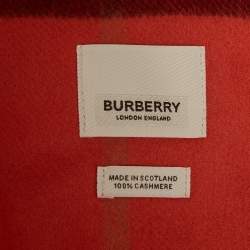 BURBERRY
LONDON ENGLAND
MADE IN SCOTLAND
100% CASHMERE